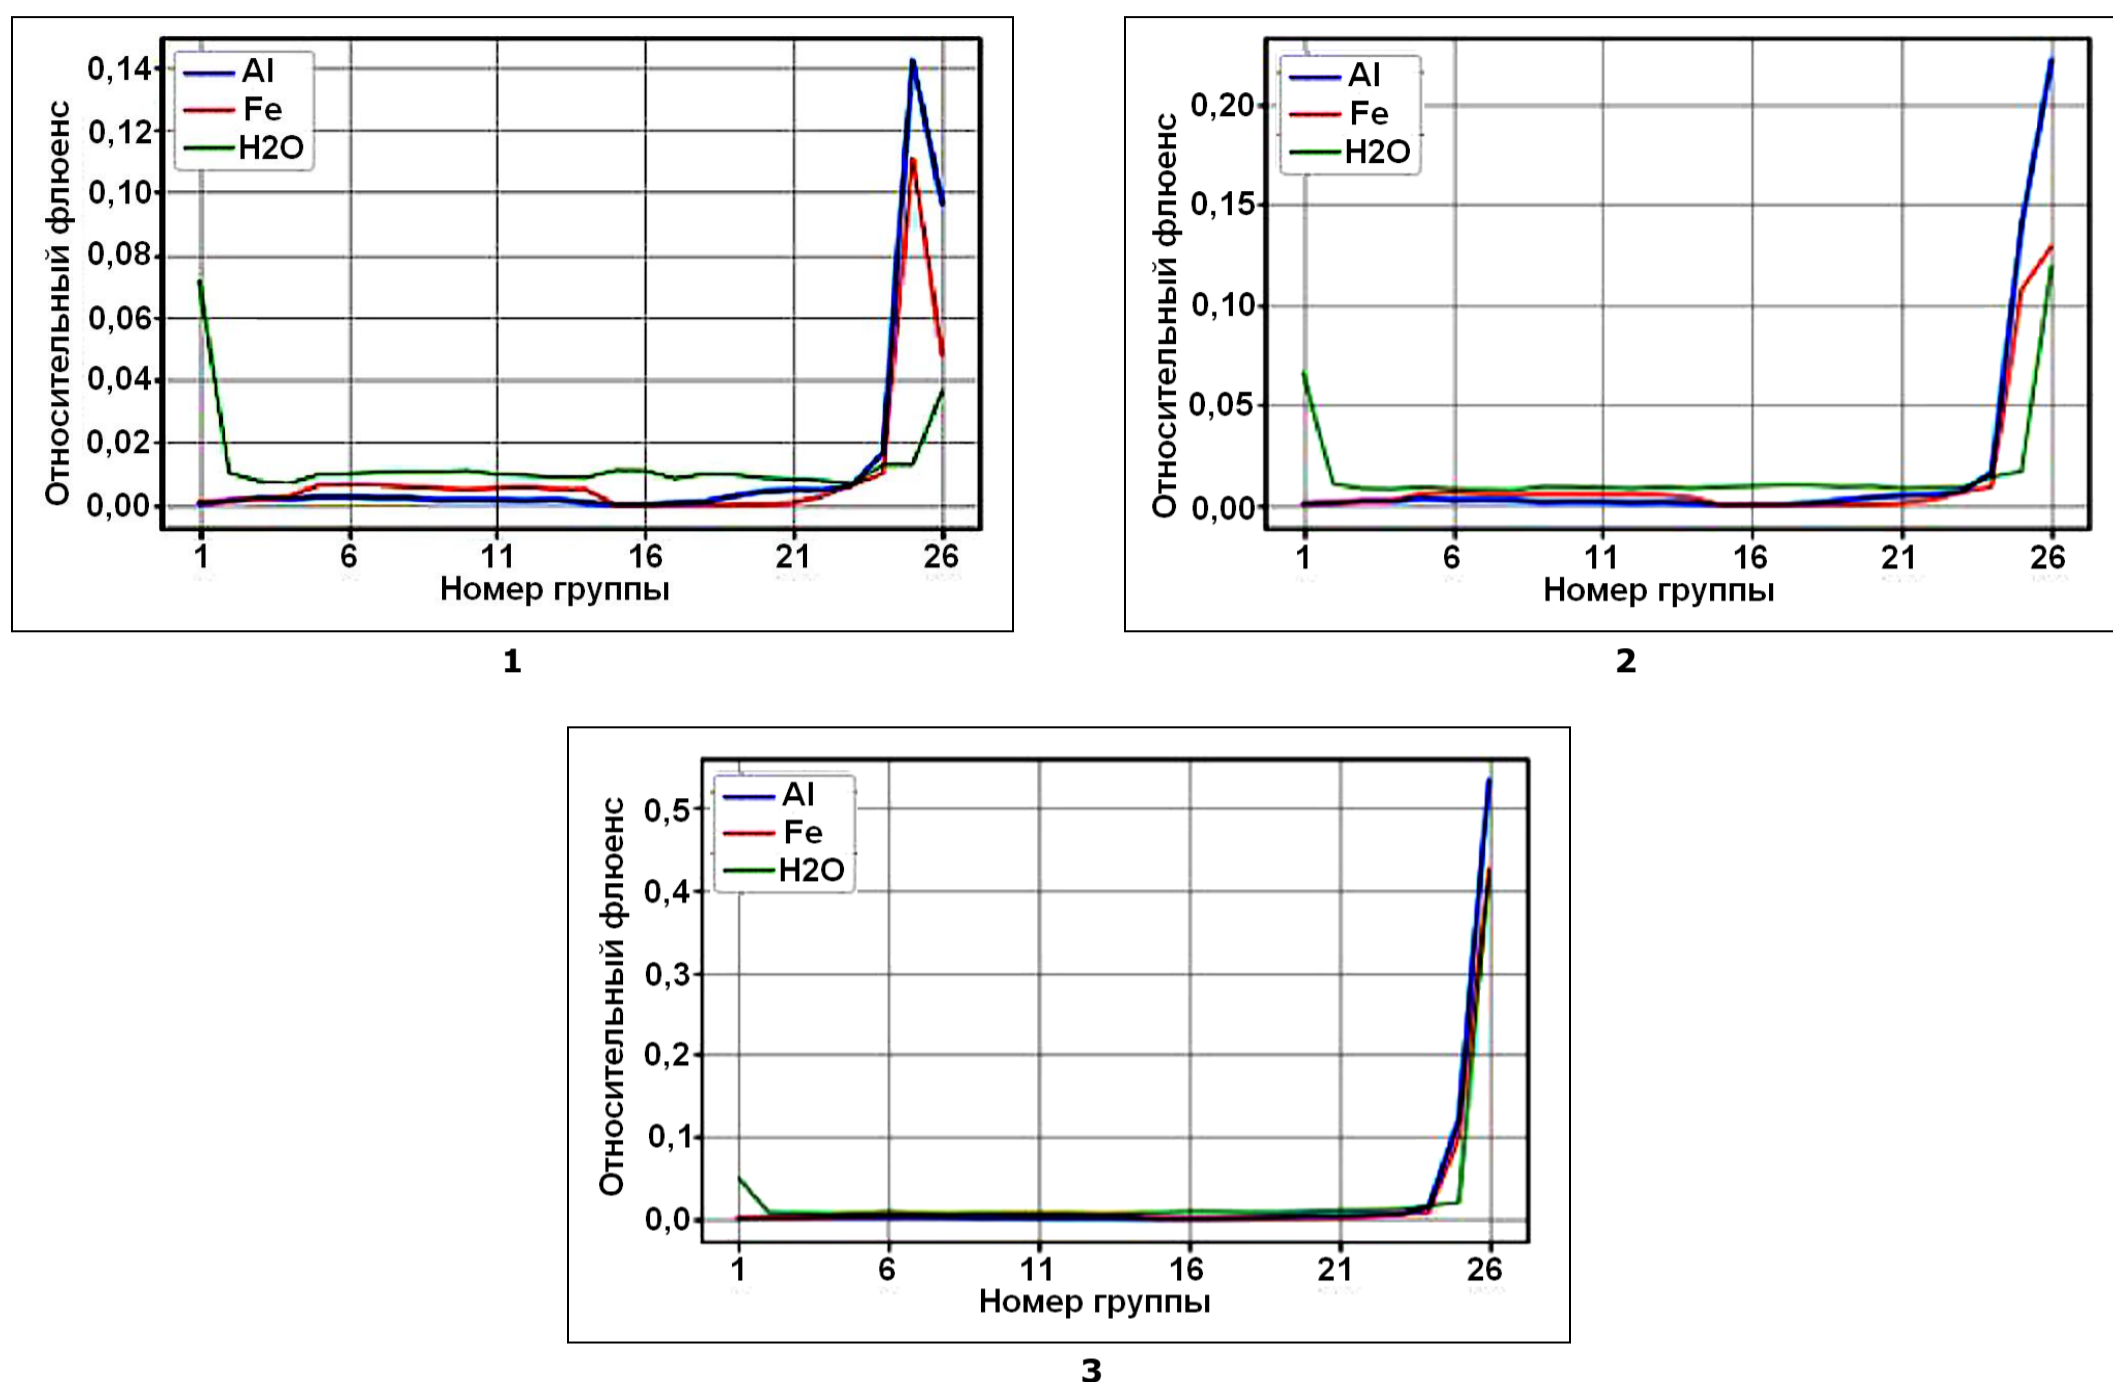 Относительный флюенс
0,14
0,12
0,10
0,08
0,06
0,04
0,02
0,00
Al
Fe
H2O
1 6 11 16 21 26
Номер группы
1
Относительный флюенс
0,20
0,15
0,10
0,05
0,00
Al
Fe
H2O
1 6 11 16 21 26
Номер группы
2
Относительный флюенс
0,5
0,4
0,3
0,2
0,1
0,0
Al
Fe
H2O
1 6 11 16 21 26
Номер группы
3